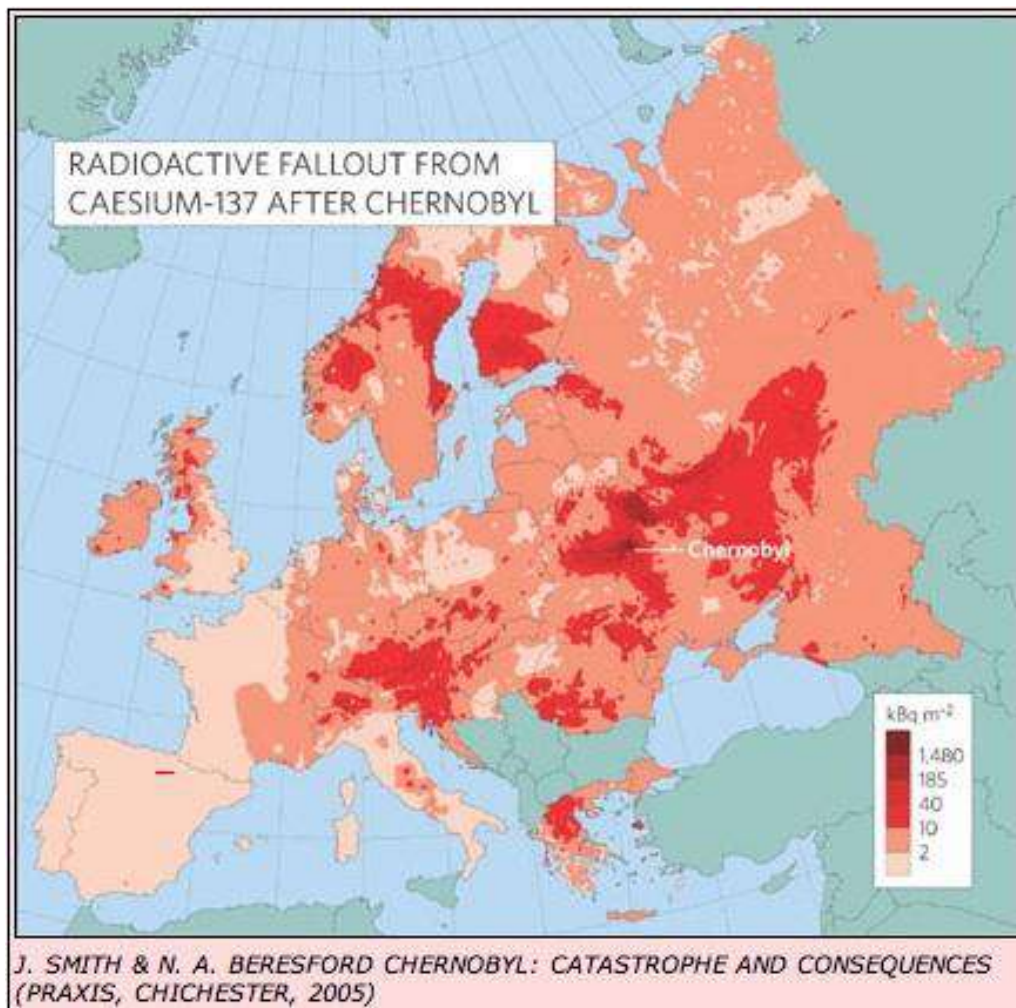 RADIOACTIVE FALLOUT FROM
CAESIUM-137 AFTER CHERNOBYL
Chernobyl
kBq m⁻²
1,480
185
40
10
2
J. SMITH & N. A. BERESFORD CHERNOBYL: CATASTROPHE AND CONSEQUENCES
(PRAXIS, CHICHESTER, 2005)